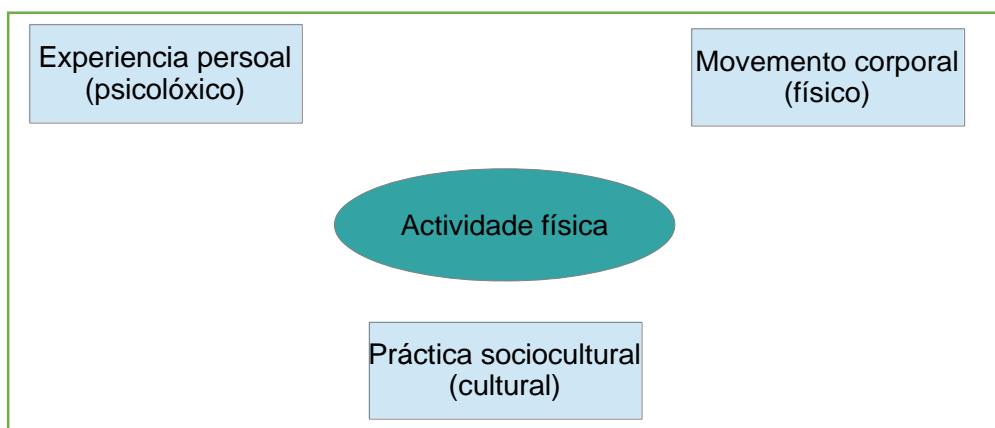 Experiencia persoal
(psicolóxico)
Movemento corporal
(físico)
Actividade física
Práctica sociocultural
(cultural)